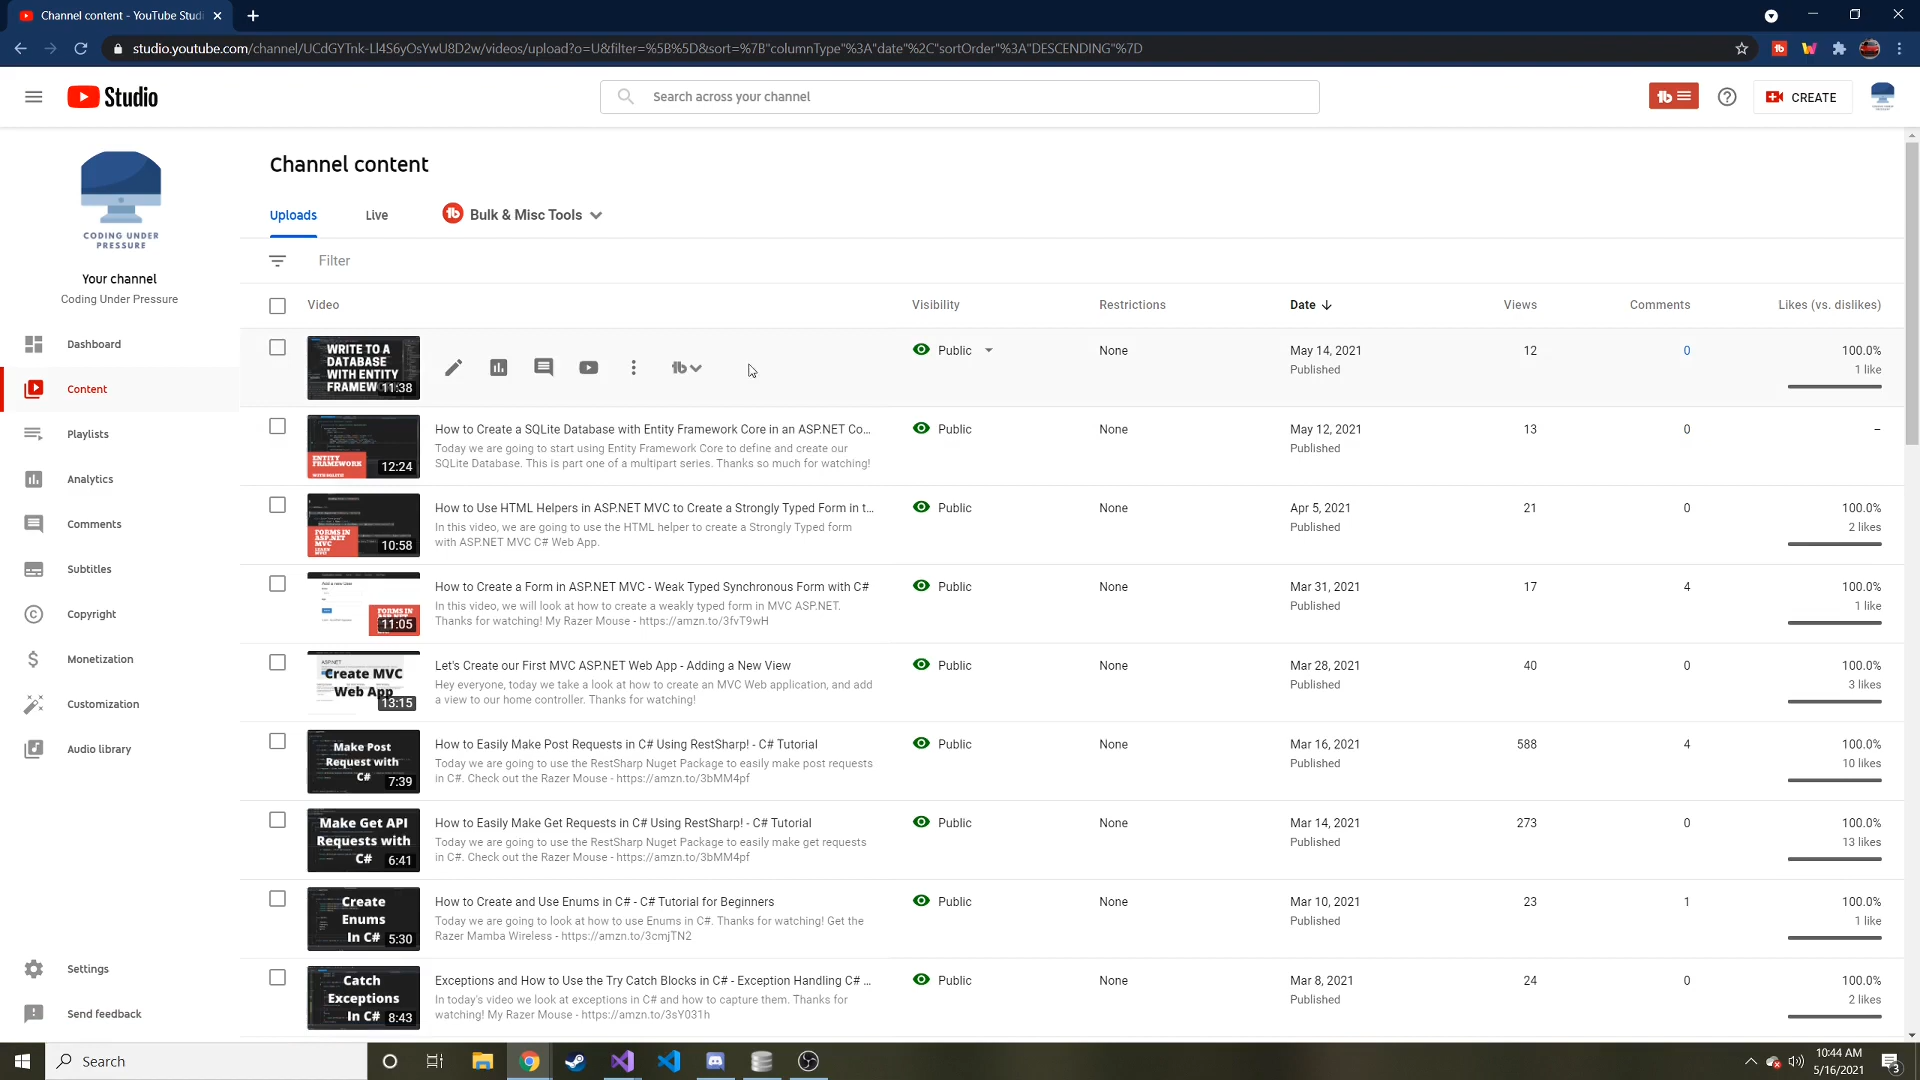 Channel content - YouTube Studi
studio.youtube.com/channel/UCdGYTnk-Ll4S6yOsYwU8D2w/videos/upload?o=U&filter=%5B%5D&sort=%7B"columnType"%3A"date"%2C"sortOrder"%3A"DESCENDING"%7D
Studio
Search across your channel
CREATE
CODING UNDER
PRESSURE
Your channel
Coding Under Pressure
Dashboard
Content
Playlists
Analytics
Comments
Subtitles
Copyright
Monetization
Customization
Audio library
Settings
Send feedback
Channel content
Uploads Live Bulk & Misc Tools
Filter
Video Visibility Restrictions Date Views Comments Likes (vs. dislikes)
WRITE TO A
DATABASE
WITH ENTITY
FRAMEW
11:38
Public None May 14, 2021 12 0 100.0%
Published 1 like
ENTITY
FRAMEWORK
WITH SQLITE
12:24
How to Create a SQLite Database with Entity Framework Core in an ASP.NET Co...
Today we are going to start using Entity Framework Core to define and create our
SQLite Database. This is part one of a multipart series. Thanks so much for watching!
Public None May 12, 2021 13 0 –
Published
FORMS IN
ASP.NET
MVC
10:58
How to Use HTML Helpers in ASP.NET MVC to Create a Strongly Typed Form in t...
In this video, we are going to use the HTML helper to create a Strongly Typed form
with ASP.NET MVC C# Web App.
Public None Apr 5, 2021 21 0 100.0%
Published 2 likes
FORMS IN
11:05
How to Create a Form in ASP.NET MVC - Weak Typed Synchronous Form with C#
In this video, we will look at how to create a weakly typed form in MVC ASP.NET.
Thanks for watching! My Razer Mouse - https://amzn.to/3fvT9wH
Public None Mar 31, 2021 17 4 100.0%
Published 1 like
ASP.NET
Create MVC
Web App
13:15
Let's Create our First MVC ASP.NET Web App - Adding a New View
Hey everyone, today we take a look at how to create an MVC Web application, and add
a view to our home controller. Thanks for watching!
Public None Mar 28, 2021 40 0 100.0%
Published 3 likes
Make Post
Request with
C#
7:39
How to Easily Make Post Requests in C# Using RestSharp! - C# Tutorial
Today we are going to use the RestSharp Nuget Package to easily make post requests
in C#. Check out the Razer Mouse - https://amzn.to/3bMM4pf
Public None Mar 16, 2021 588 4 100.0%
Published 10 likes
Make Get API
Requests with
C#
6:41
How to Easily Make Get Requests in C# Using RestSharp! - C# Tutorial
Today we are going to use the RestSharp Nuget Package to easily make get requests
in C#. Check out the Razer Mouse - https://amzn.to/3bMM4pf
Public None Mar 14, 2021 273 0 100.0%
Published 13 likes
Create
Enums
In C#
5:30
How to Create and Use Enums in C# - C# Tutorial for Beginners
Today we are going to look at how to use Enums in C#. Thanks for watching! Get the
Razer Mamba Wireless - https://amzn.to/3cmjTN2
Public None Mar 10, 2021 23 1 100.0%
Published 1 like
Catch
Exceptions
In C#
8:43
Exceptions and How to Use the Try Catch Blocks in C# - Exception Handling C# ...
In today's video we look at exceptions in C# and how to capture them. Thanks for
watching! My Razer Mouse - https://amzn.to/3sY031h
Public None Mar 8, 2021 24 0 100.0%
Published 2 likes
Search
10:44 AM
5/16/2021
3